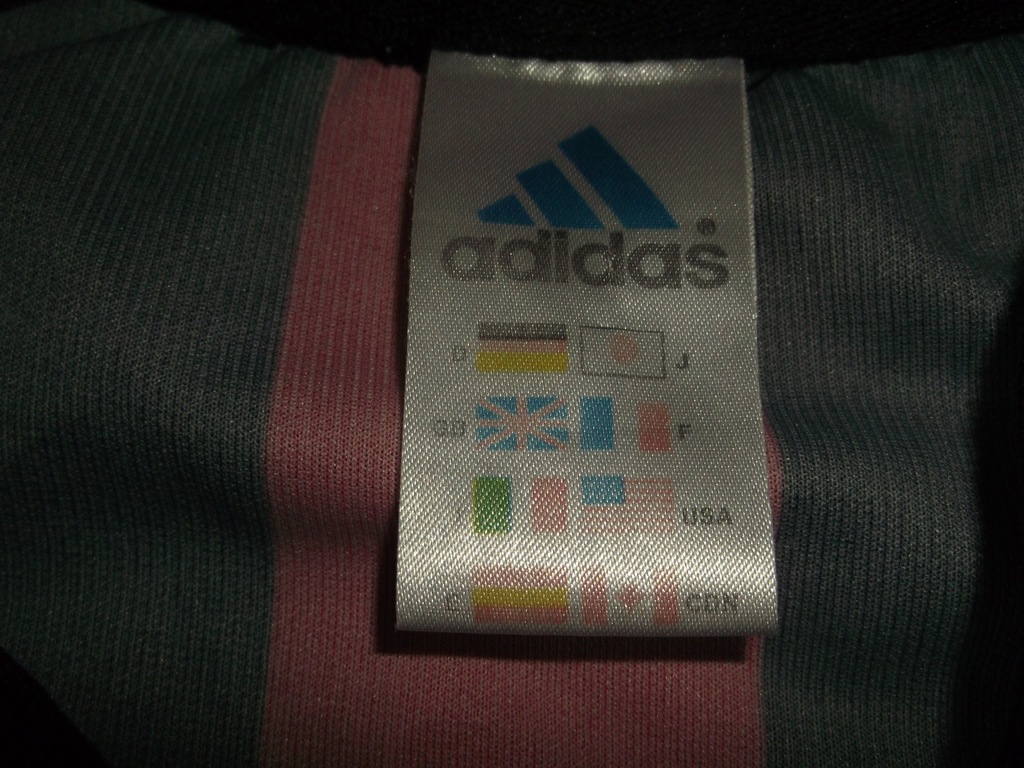 adidas®
D J
GB F
I USA
E CDN